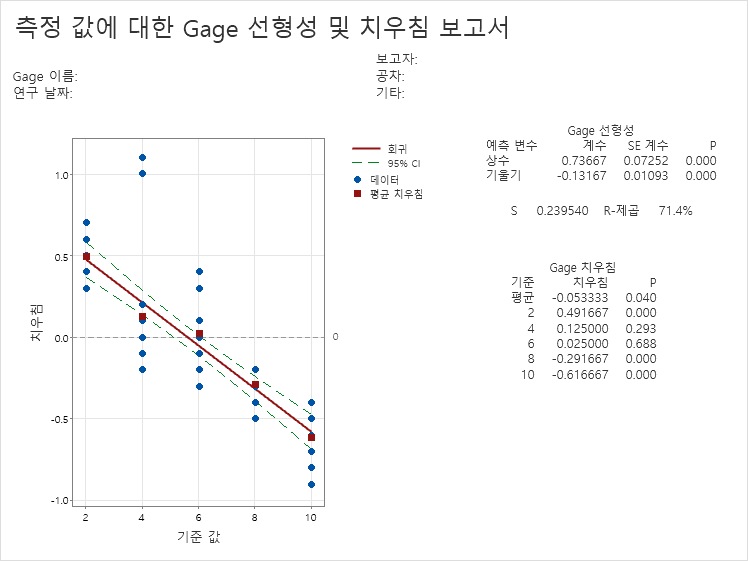 측정 값에 대한 Gage 선형성 및 치우침 보고서
보고자:
Gage 이름:
공차:
연구 날짜:
기타:
Gage 선형성
예측 변수 계수 SE 계수 P
상수 0.73667 0.07252 0.000
기울기 -0.13167 0.01093 0.000
S 0.239540 R-제곱 71.4%
Gage 치우침
기준 치우침 P
평균 -0.053333 0.040
2 0.491667 0.000
4 0.125000 0.293
6 0.025000 0.688
8 -0.291667 0.000
10 -0.616667 0.000
회귀
95% CI
데이터
평균 치우침
치우침
1.0
0.5
0.0
-0.5
-1.0
0
2 4 6 8 10
기준 값